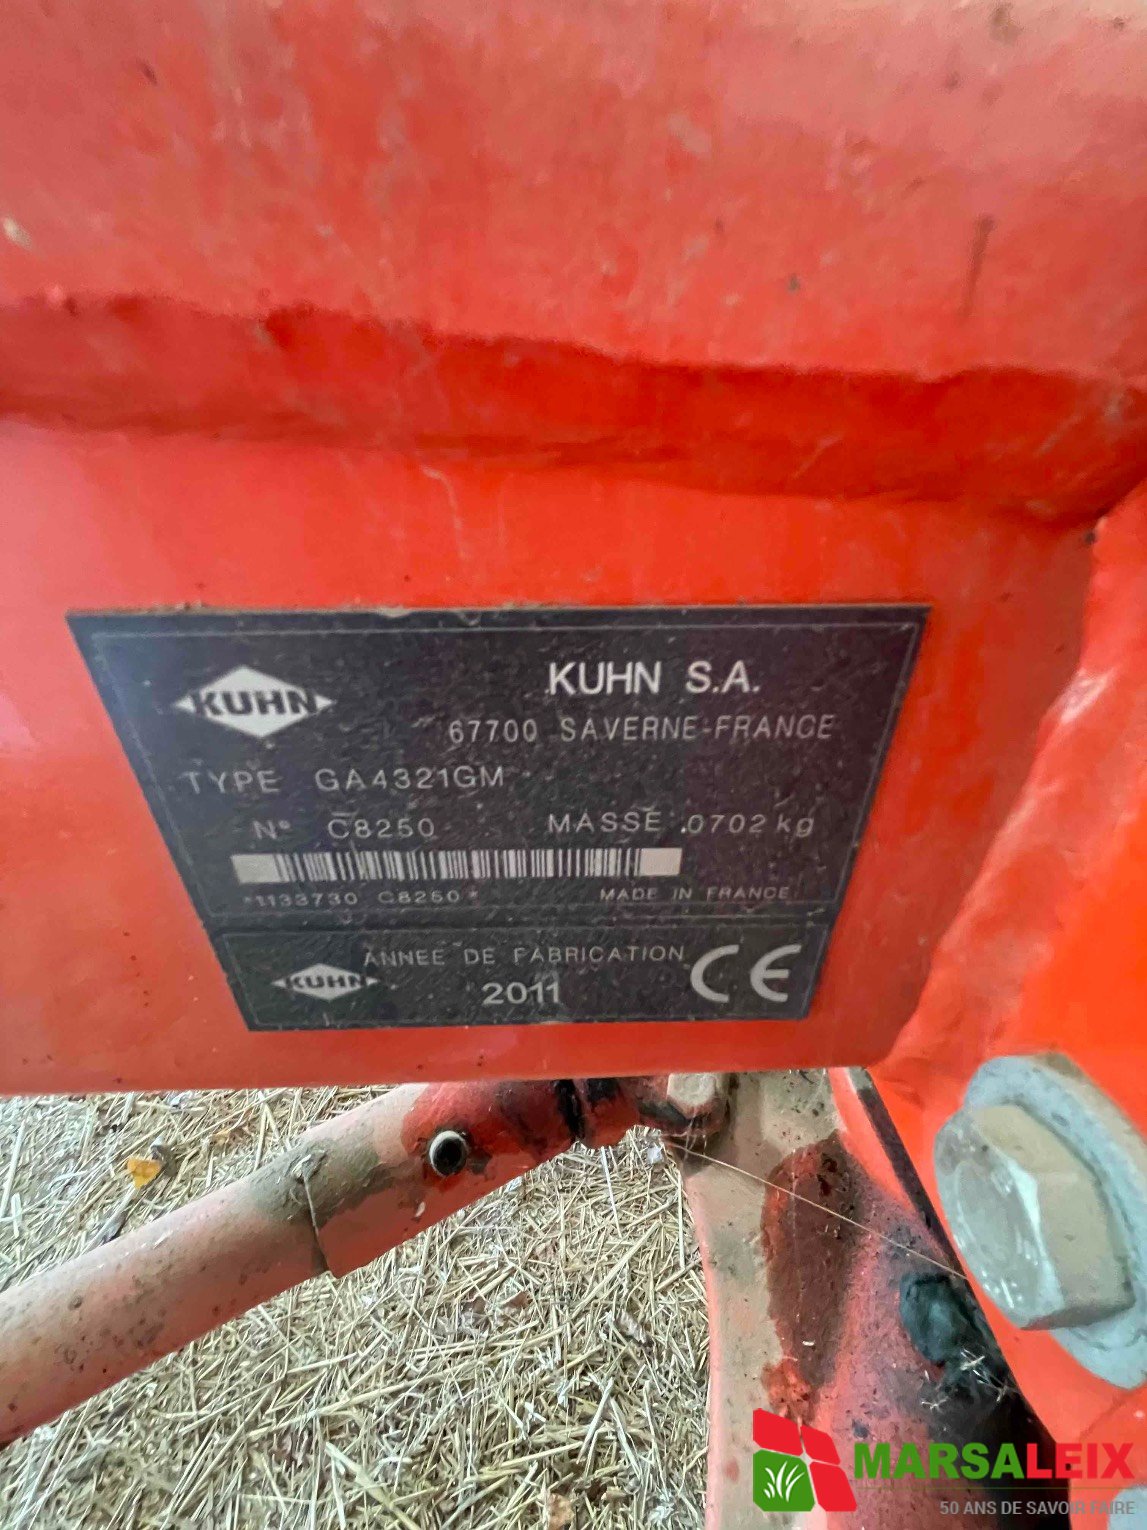 KUHN
KUHN S.A.
67700 SAVERNE-FRANCE
TYPE GA4321GM
N° C8250 MASSE 0702 kg
*1133730 C8250*
MADE IN FRANCE
KUHN
ANNEE DE FABRICATION
2011
CE
MARSALEIX
50 ANS DE SAVOIR FAIRE